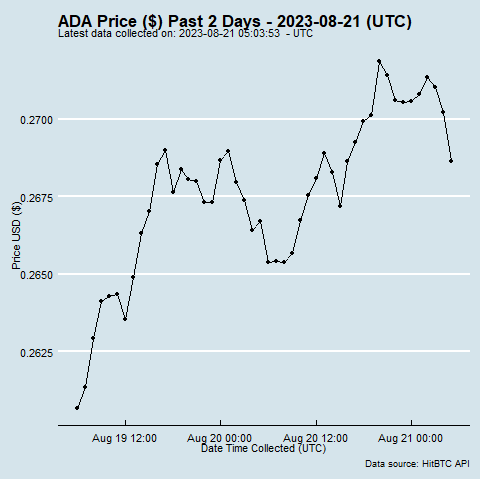 ADA Price ($) Past 2 Days - 2023-08-21 (UTC)
Latest data collected on: 2023-08-21 05:03:53 - UTC
0.2700
0.2675
0.2650
0.2625
Price USD ($)
Aug 19 12:00
Aug 20 00:00
Aug 20 12:00
Aug 21 00:00
Date Time Collected (UTC)
Data source: HitBTC API